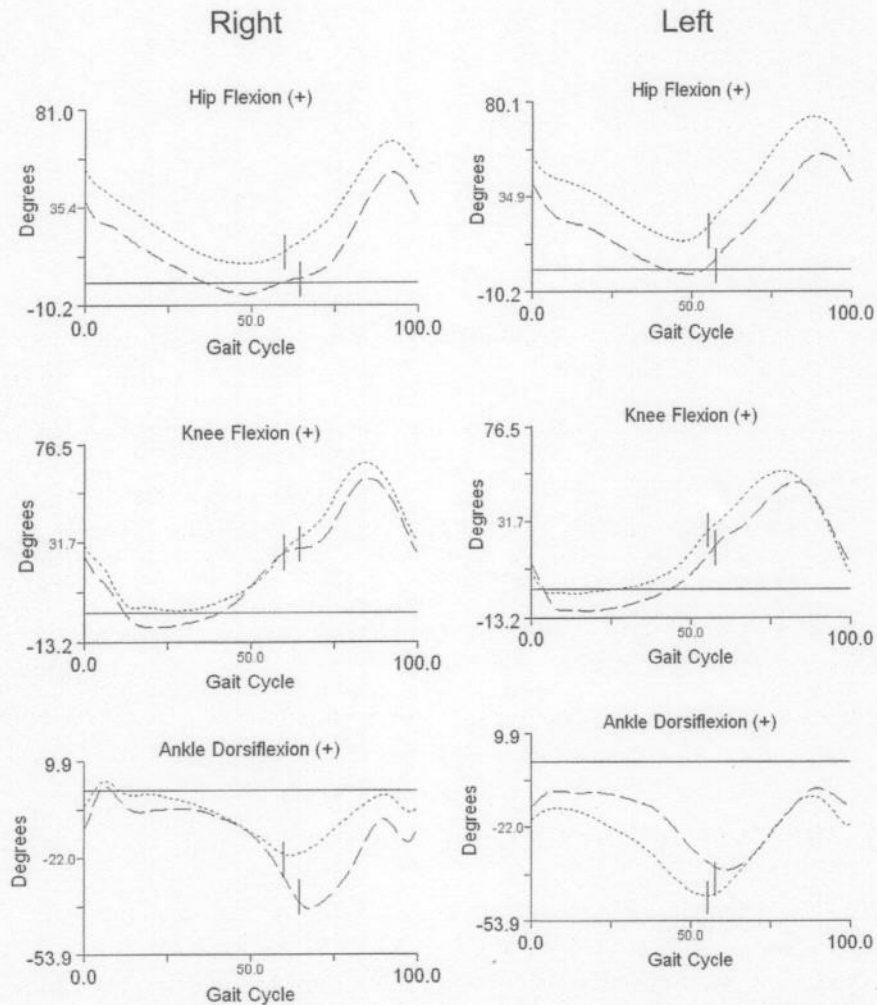 Right
Left
Hip Flexion (+)
81.0
Degrees
35.4
-10.2
0.0
50.0
100.0
Gait Cycle
Hip Flexion (+)
80.1
Degrees
34.9
-10.2
0.0
50.0
100.0
Gait Cycle
Knee Flexion (+)
76.5
Degrees
31.7
-13.2
0.0
50.0
100.0
Gait Cycle
Knee Flexion (+)
76.5
Degrees
31.7
-13.2
0.0
50.0
100.0
Gait Cycle
Ankle Dorsiflexion (+)
9.9
Degrees
-22.0
-53.9
0.0
50.0
100.0
Gait Cycle
Ankle Dorsiflexion (+)
9.9
Degrees
-22.0
-53.9
0.0
50.0
100.0
Gait Cycle